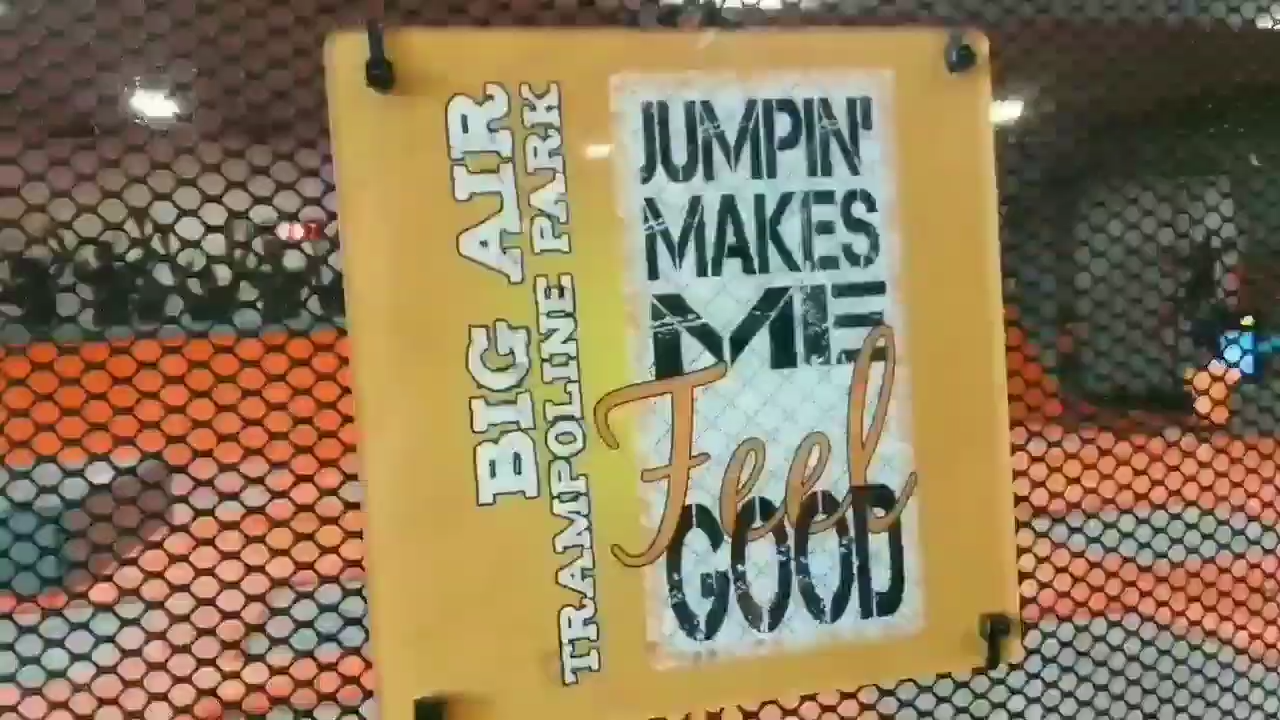 BIG AIR
TRAMPOLINE PARK
JUMPIN'
MAKES
ME
Feel
GOOD